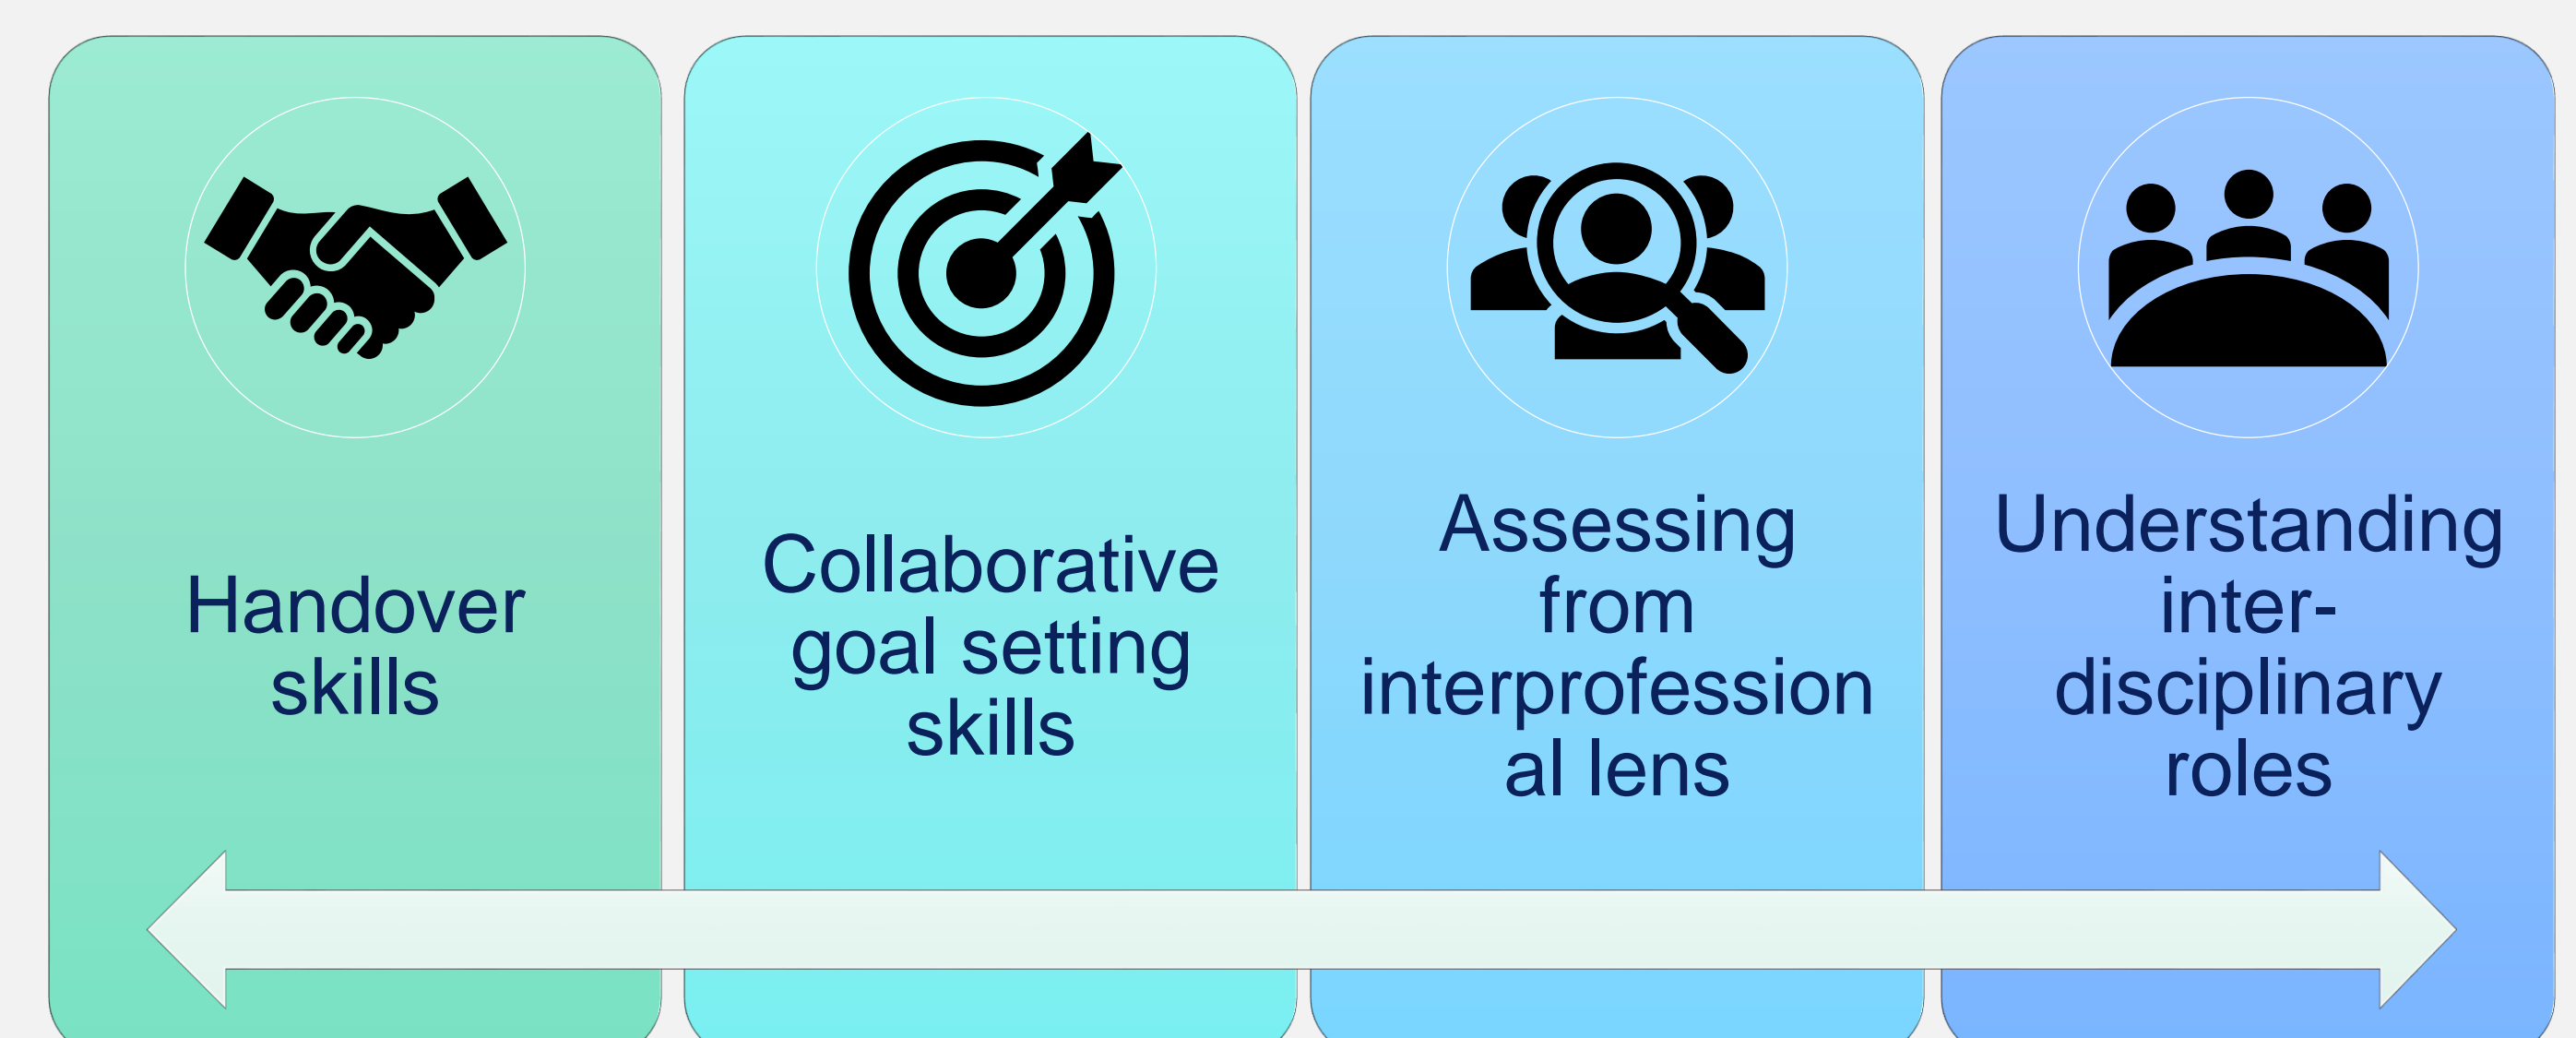 Handover
skills
Collaborative
goal setting
skills
Assessing
from
interprofession
al lens
Understanding
inter-
disciplinary
roles